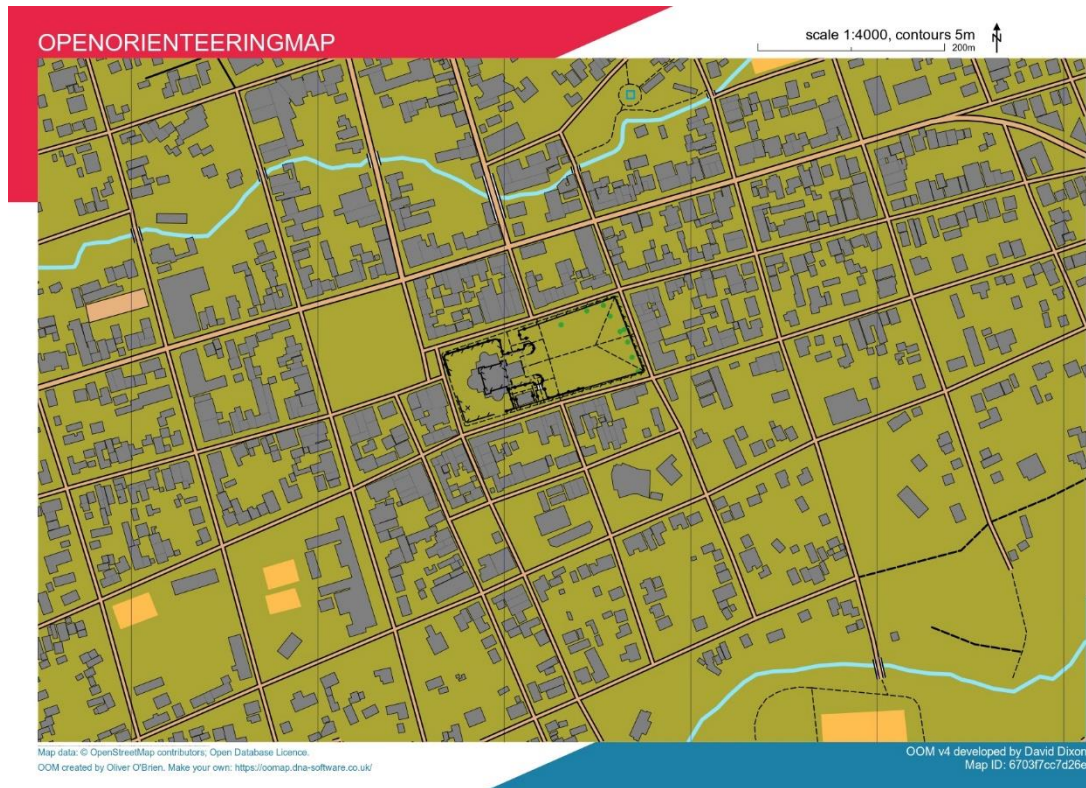 OPENORIENTEERINGMAP
scale 1:4000, contours 5m
200m
N
Map data: © OpenStreetMap contributors; Open Database Licence.
OOM created by Oliver O'Brien. Make your own: https://oomap.dna-software.co.uk/
OOM v4 developed by David Dixon
Map ID: 6703f7cc7d26e